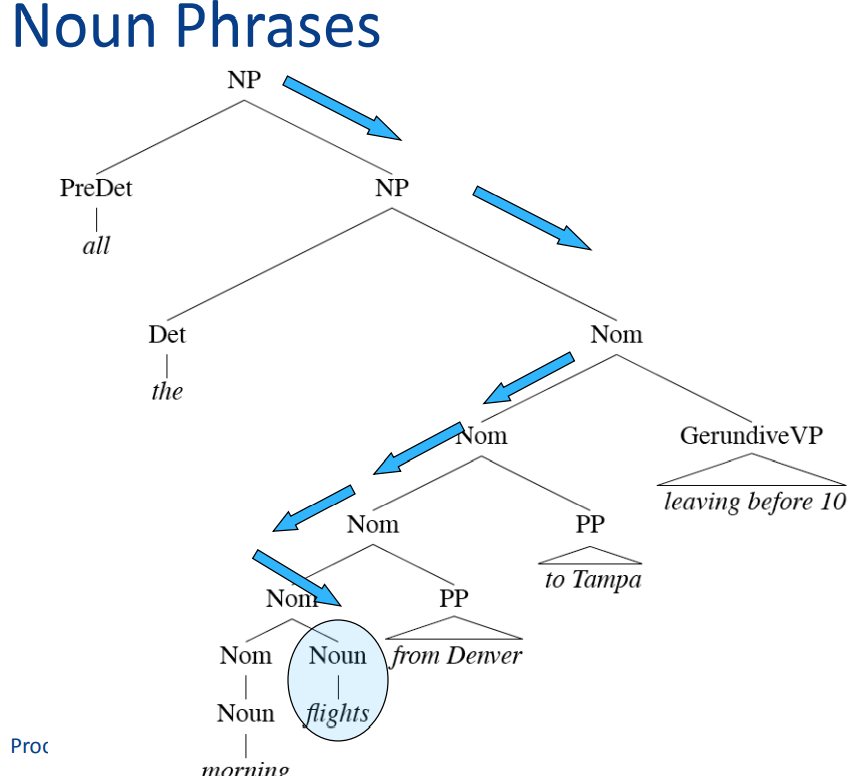 Noun Phrases
NP
PreDet NP
all
Det Nom
the
Nom GerundiveVP
leaving before 10
Nom PP
to Tampa
Nom PP
Nom Noun from Denver
Noun flights
morning